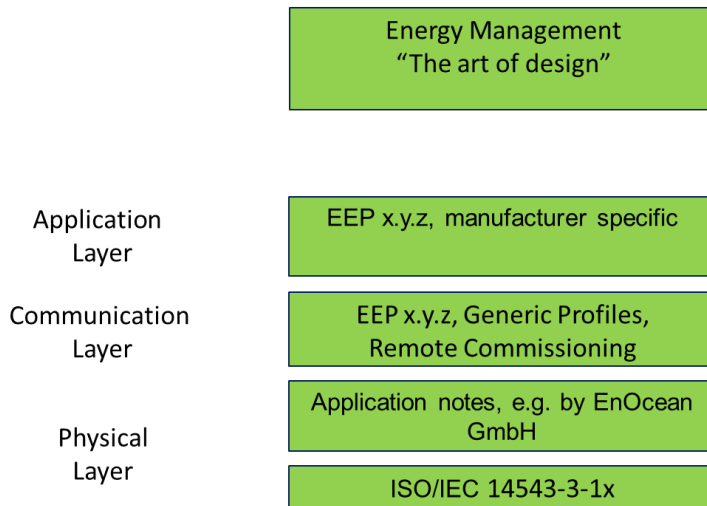 Energy Management
“The art of design”
Application
Layer
EEP x.y.z, manufacturer specific
Communication
Layer
EEP x.y.z, Generic Profiles,
Remote Commissioning
Physical
Layer
Application notes, e.g. by EnOcean
GmbH
ISO/IEC 14543-3-1x